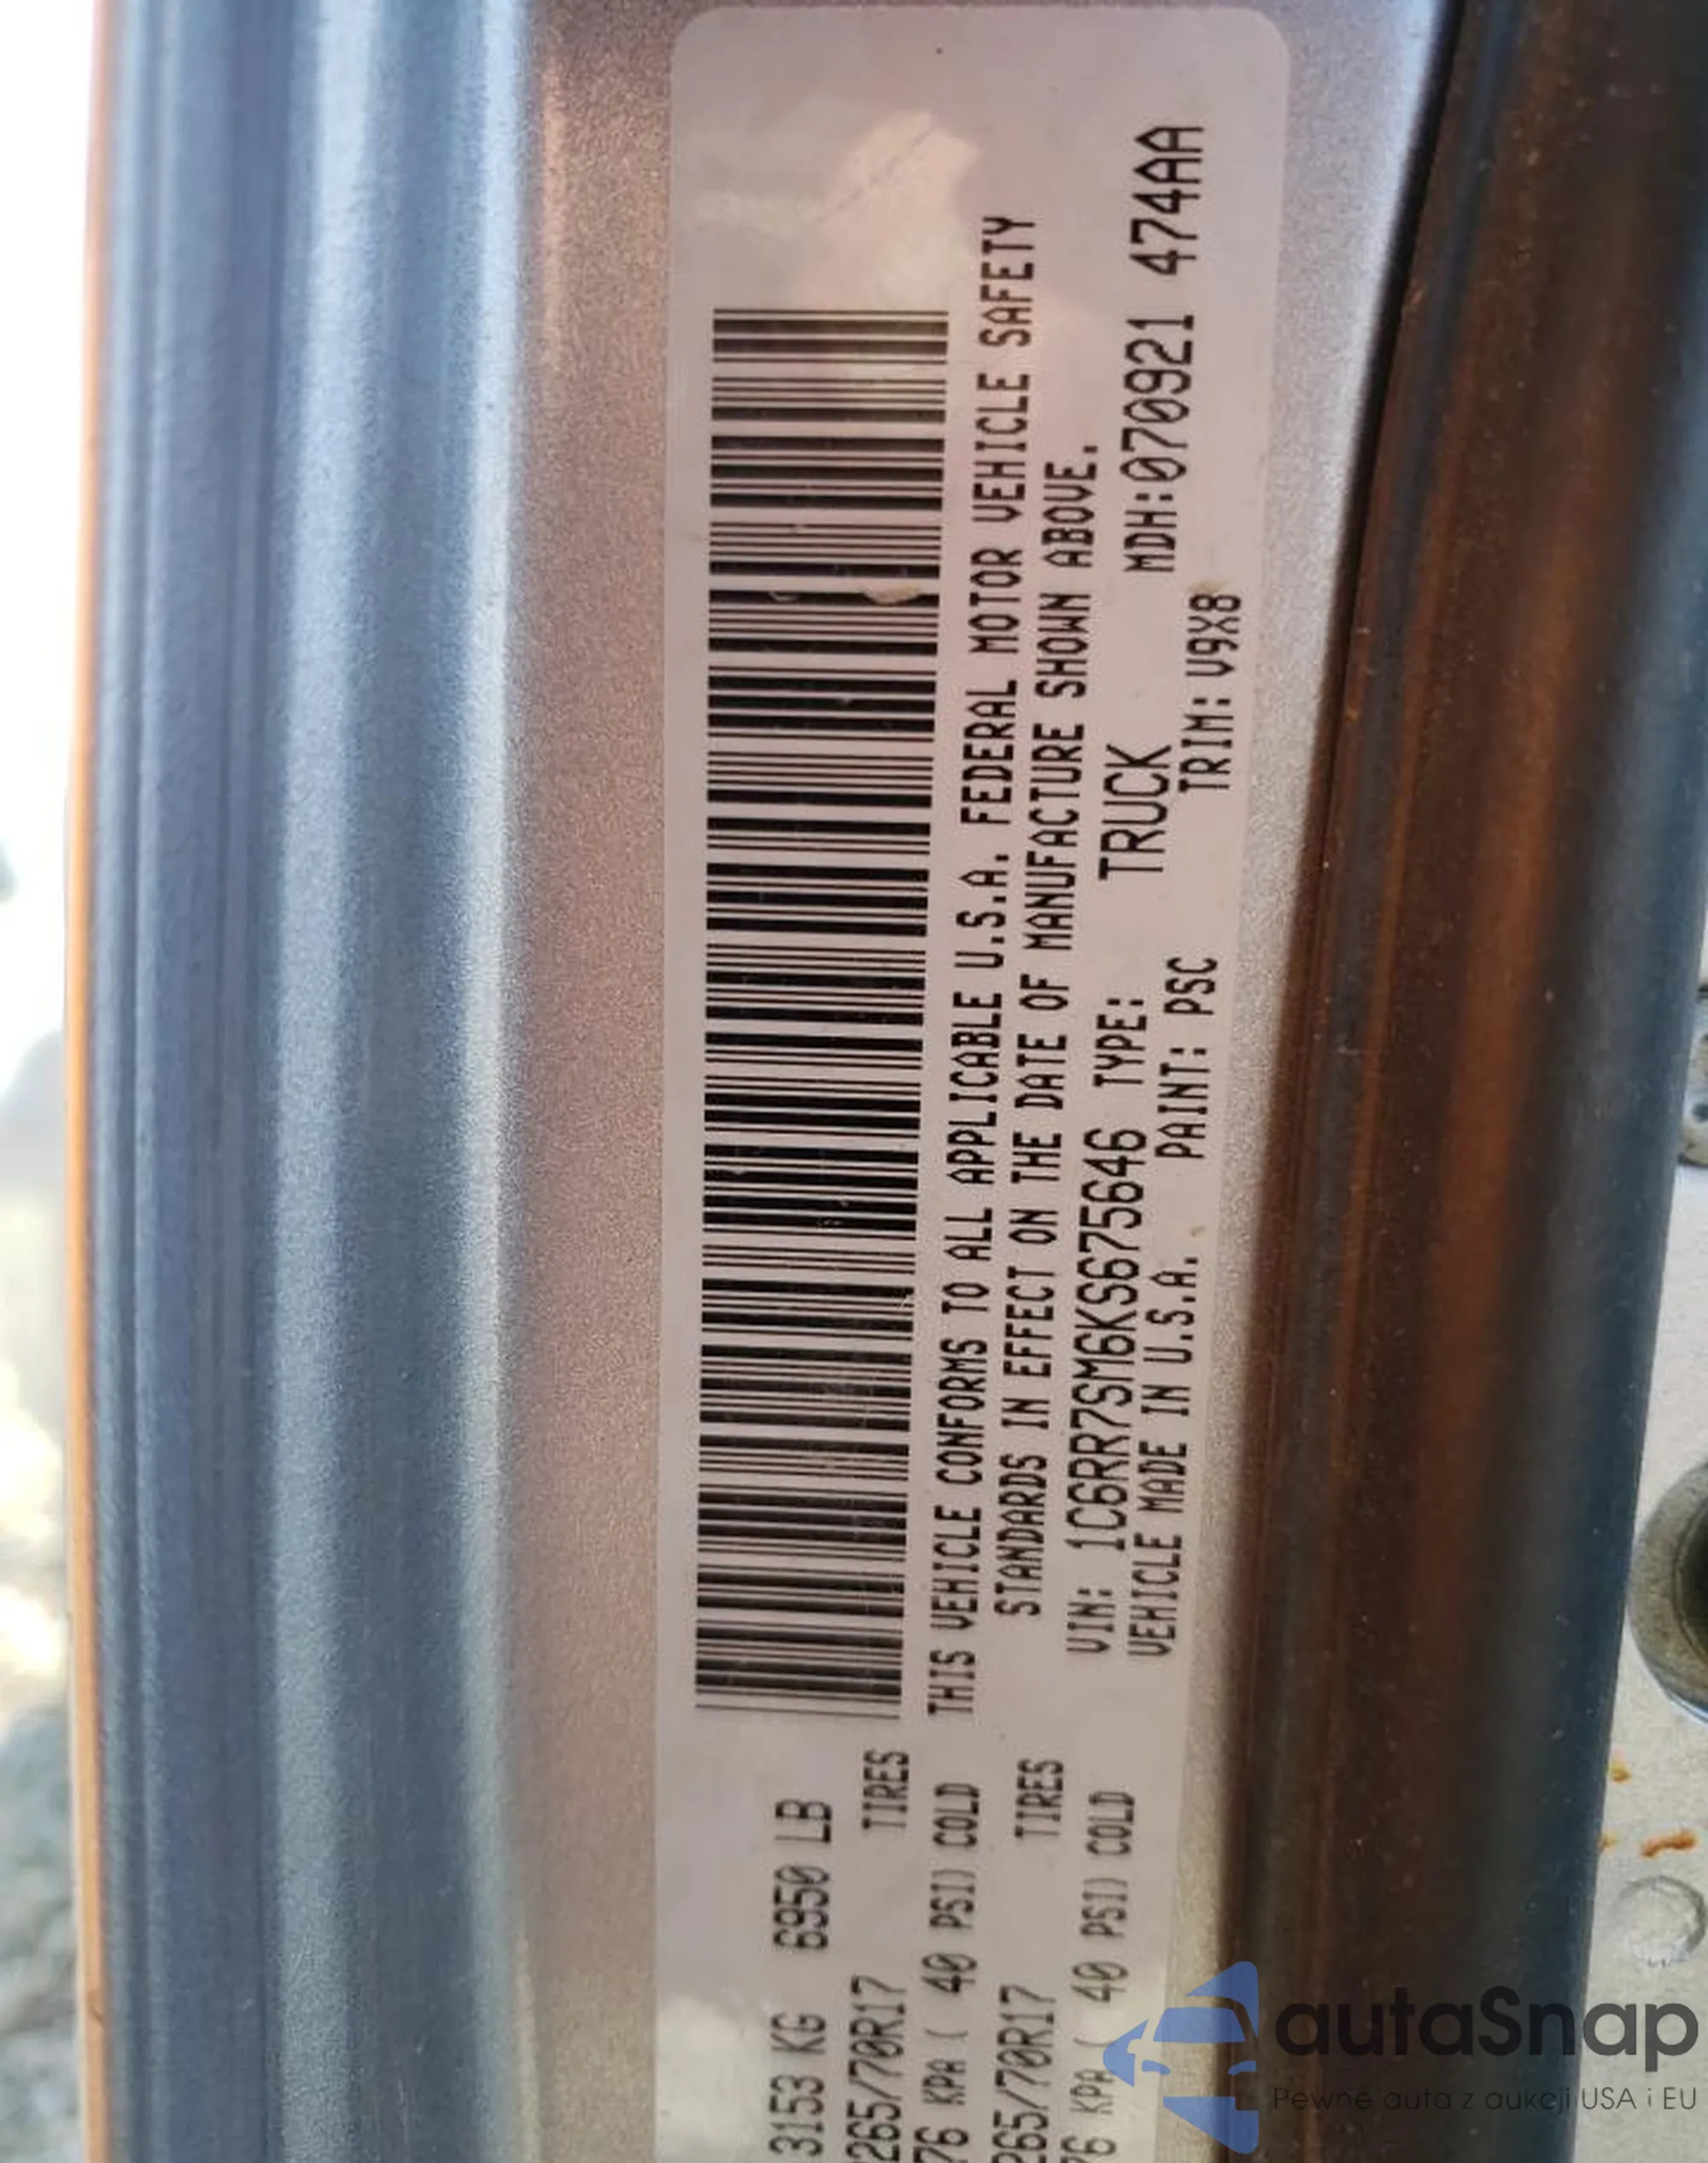 3153 KG 6950 LB
265/70R17 TIRES
76 KPA ( 40 PSI) COLD
265/70R17 TIRES
76 KPA ( 40 PSI) COLD
THIS VEHICLE CONFORMS TO ALL APPLICABLE U.S.A. FEDERAL MOTOR VEHICLE SAFETY
STANDARDS IN EFFECT ON THE DATE OF MANUFACTURE SHOWN ABOVE.
VIN: 1C6RR7SM6KS675646 TYPE: TRUCK MDH:070921 474AA
VEHICLE MADE IN U.S.A. PAINT: PSC TRIM: V9X8
autaSnap
Pewne auta z aukcji USA i EU